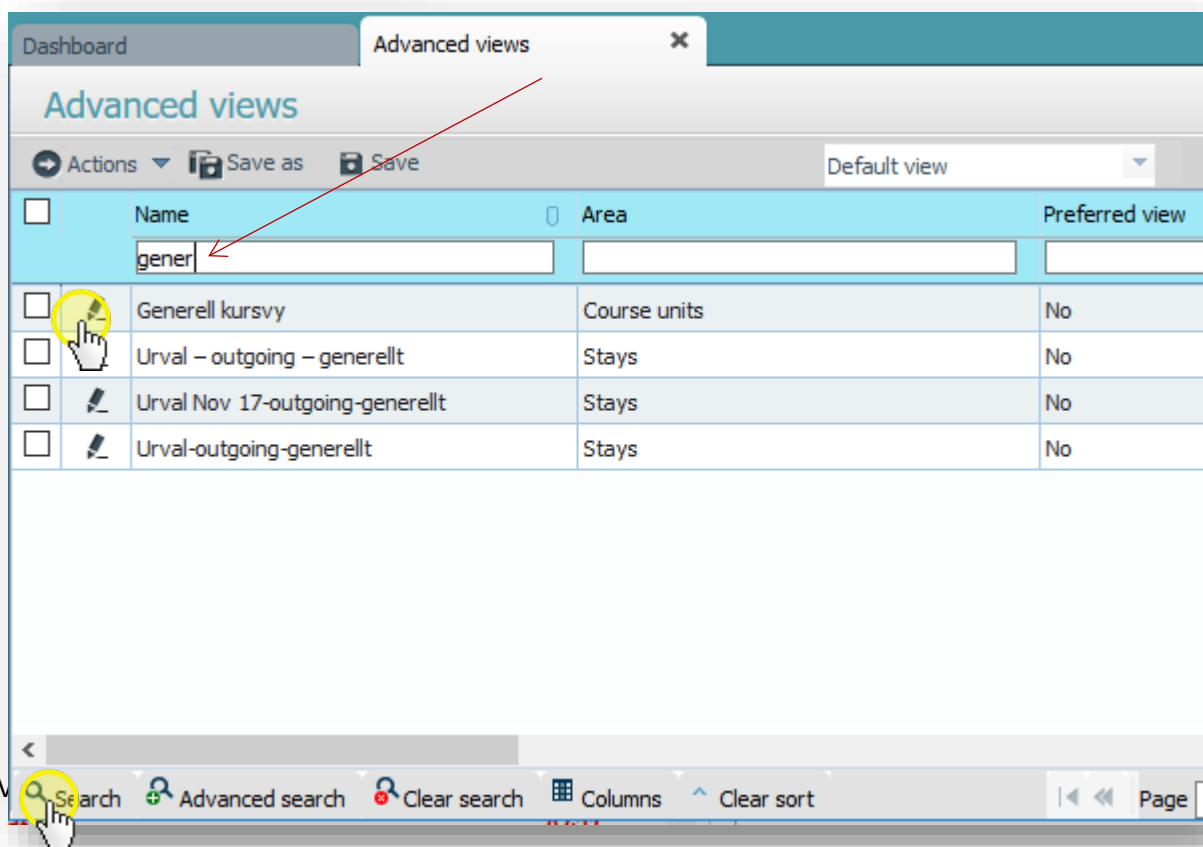 Dashboard Advanced views
Advanced views
Actions Save as Save Default view
Name Area Preferred view
gener
Generell kursvy Course units No
Urval – outgoing – generellt Stays No
Urval Nov 17-outgoing-generellt Stays No
Urval-outgoing-generellt Stays No
Search Advanced search Clear search Columns Clear sort Page